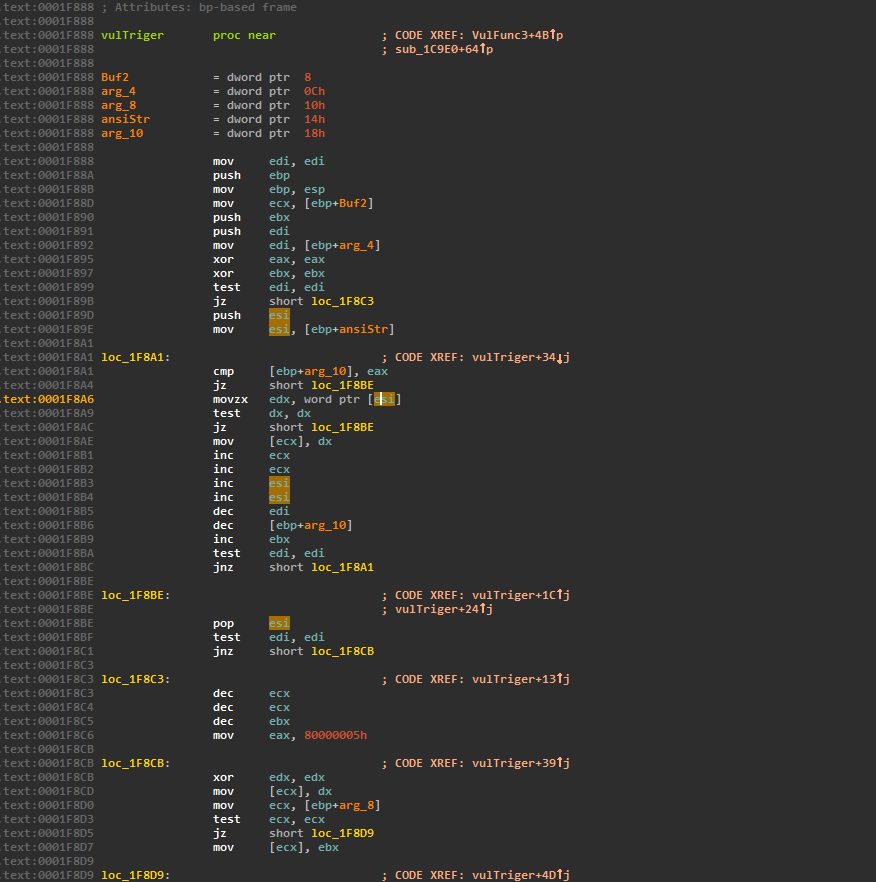 .text:0001F888 ; Attributes: bp-based frame
.text:0001F888
.text:0001F888 vulTriger proc near ; CODE XREF: VulFunc3+4B↑p
.text:0001F888 ; sub_1C9E0+64↑p
.text:0001F888
.text:0001F888 Buf2 = dword ptr 8
.text:0001F888 arg_4 = dword ptr 0Ch
.text:0001F888 arg_8 = dword ptr 10h
.text:0001F888 ansiStr = dword ptr 14h
.text:0001F888 arg_10 = dword ptr 18h
.text:0001F888
.text:0001F888 mov edi, edi
.text:0001F88A push ebp
.text:0001F88B mov ebp, esp
.text:0001F88D mov ecx, [ebp+Buf2]
.text:0001F890 push ebx
.text:0001F891 push edi
.text:0001F892 mov edi, [ebp+arg_4]
.text:0001F895 xor eax, eax
.text:0001F897 xor ebx, ebx
.text:0001F899 test edi, edi
.text:0001F89B jz short loc_1F8C3
.text:0001F89D push esi
.text:0001F89E mov esi, [ebp+ansiStr]
.text:0001F8A1
.text:0001F8A1 loc_1F8A1: ; CODE XREF: vulTriger+34↓j
.text:0001F8A1 cmp [ebp+arg_10], eax
.text:0001F8A4 jz short loc_1F8BE
.text:0001F8A6 movzx edx, word ptr [esi]
.text:0001F8A9 test dx, dx
.text:0001F8AC jz short loc_1F8BE
.text:0001F8AE mov [ecx], dx
.text:0001F8B1 inc ecx
.text:0001F8B2 inc ecx
.text:0001F8B3 inc esi
.text:0001F8B4 inc esi
.text:0001F8B5 dec edi
.text:0001F8B6 dec [ebp+arg_10]
.text:0001F8B9 inc ebx
.text:0001F8BA test edi, edi
.text:0001F8BC jnz short loc_1F8A1
.text:0001F8BE
.text:0001F8BE loc_1F8BE: ; CODE XREF: vulTriger+1C↑j
.text:0001F8BE ; vulTriger+24↑j
.text:0001F8BE pop esi
.text:0001F8BF test edi, edi
.text:0001F8C1 jnz short loc_1F8CB
.text:0001F8C3
.text:0001F8C3 loc_1F8C3: ; CODE XREF: vulTriger+13↑j
.text:0001F8C3 dec ecx
.text:0001F8C4 dec ecx
.text:0001F8C5 dec ebx
.text:0001F8C6 mov eax, 80000005h
.text:0001F8CB
.text:0001F8CB loc_1F8CB: ; CODE XREF: vulTriger+39↑j
.text:0001F8CB xor edx, edx
.text:0001F8CD mov [ecx], dx
.text:0001F8D0 mov ecx, [ebp+arg_8]
.text:0001F8D3 test ecx, ecx
.text:0001F8D5 jz short loc_1F8D9
.text:0001F8D7 mov [ecx], ebx
.text:0001F8D9
.text:0001F8D9 loc_1F8D9: ; CODE XREF: vulTriger+4D↑j